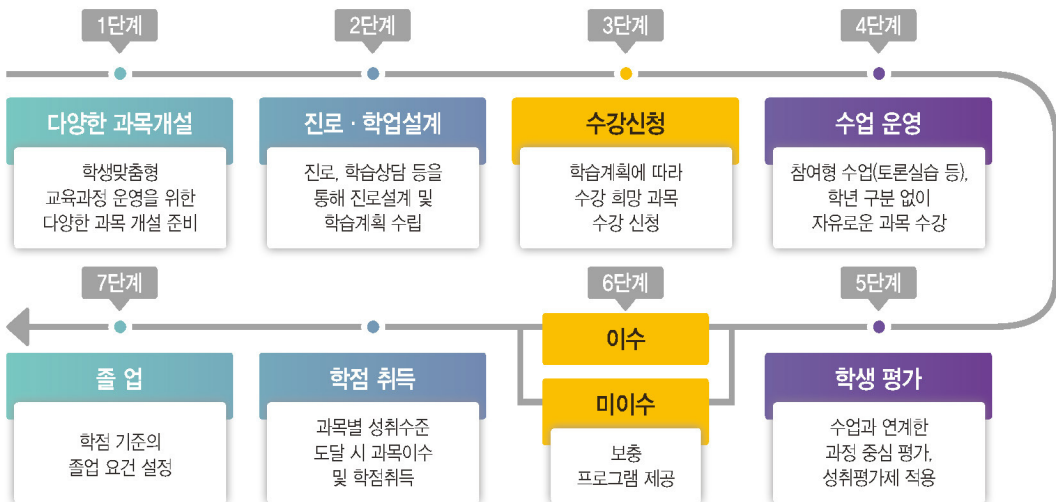 1단계
다양한 과목개설
학생맞춤형
교육과정 운영을 위한
다양한 과목 개설 준비
2단계
진로 · 학업설계
진로, 학습상담 등을
통해 진로설계 및
학습계획 수립
3단계
수강신청
학습계획에 따라
수강 희망 과목
수강 신청
4단계
수업 운영
참여형 수업(토론실습 등),
학년 구분 없이
자유로운 과목 수강
5단계
학생 평가
수업과 연계한
과정 중심 평가,
성취평가제 적용
6단계
이수
미이수
보충
프로그램 제공
학점 취득
과목별 성취수준
도달 시 과목이수
및 학점취득
7단계
졸 업
학점 기준의
졸업 요건 설정